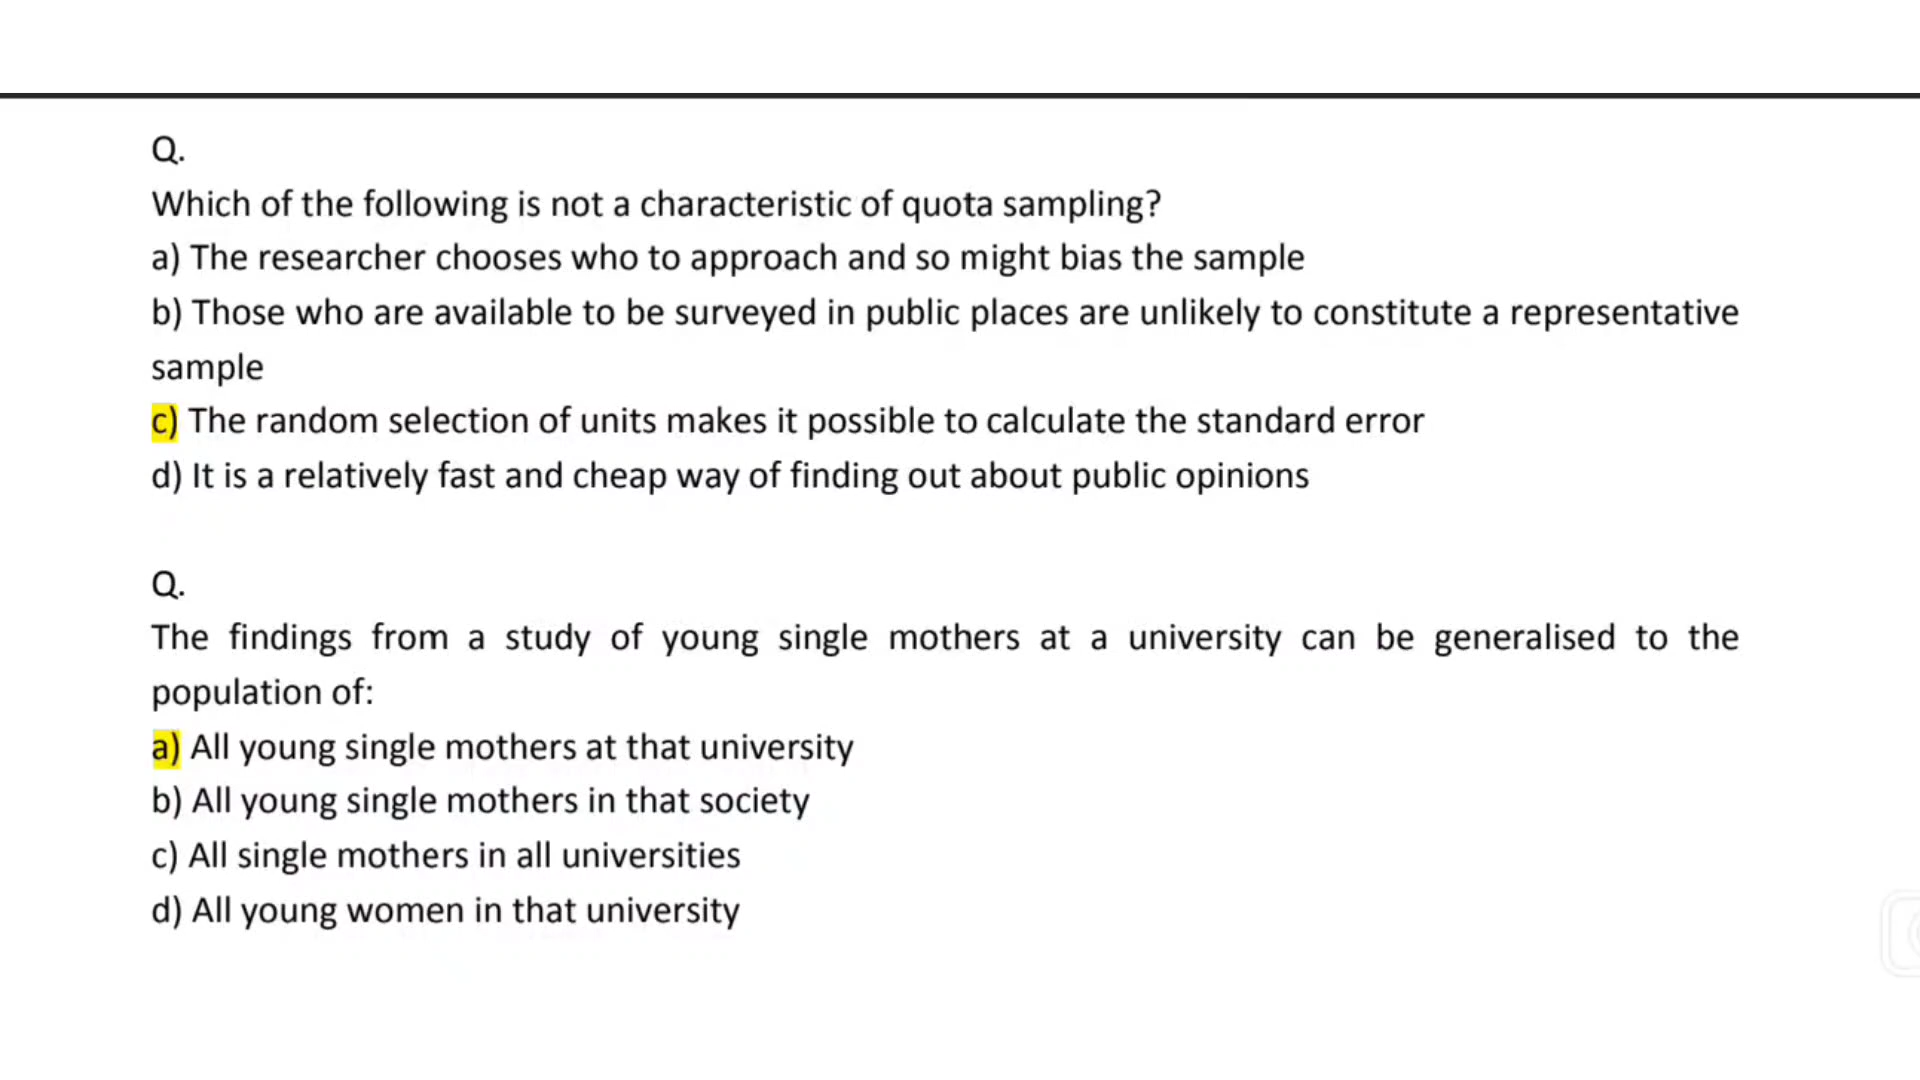 Q.
Which of the following is not a characteristic of quota sampling?
a) The researcher chooses who to approach and so might bias the sample
b) Those who are available to be surveyed in public places are unlikely to constitute a representative
sample
c) The random selection of units makes it possible to calculate the standard error
d) It is a relatively fast and cheap way of finding out about public opinions
Q.
The findings from a study of young single mothers at a university can be generalised to the
population of:
a) All young single mothers at that university
b) All young single mothers in that society
c) All single mothers in all universities
d) All young women in that university